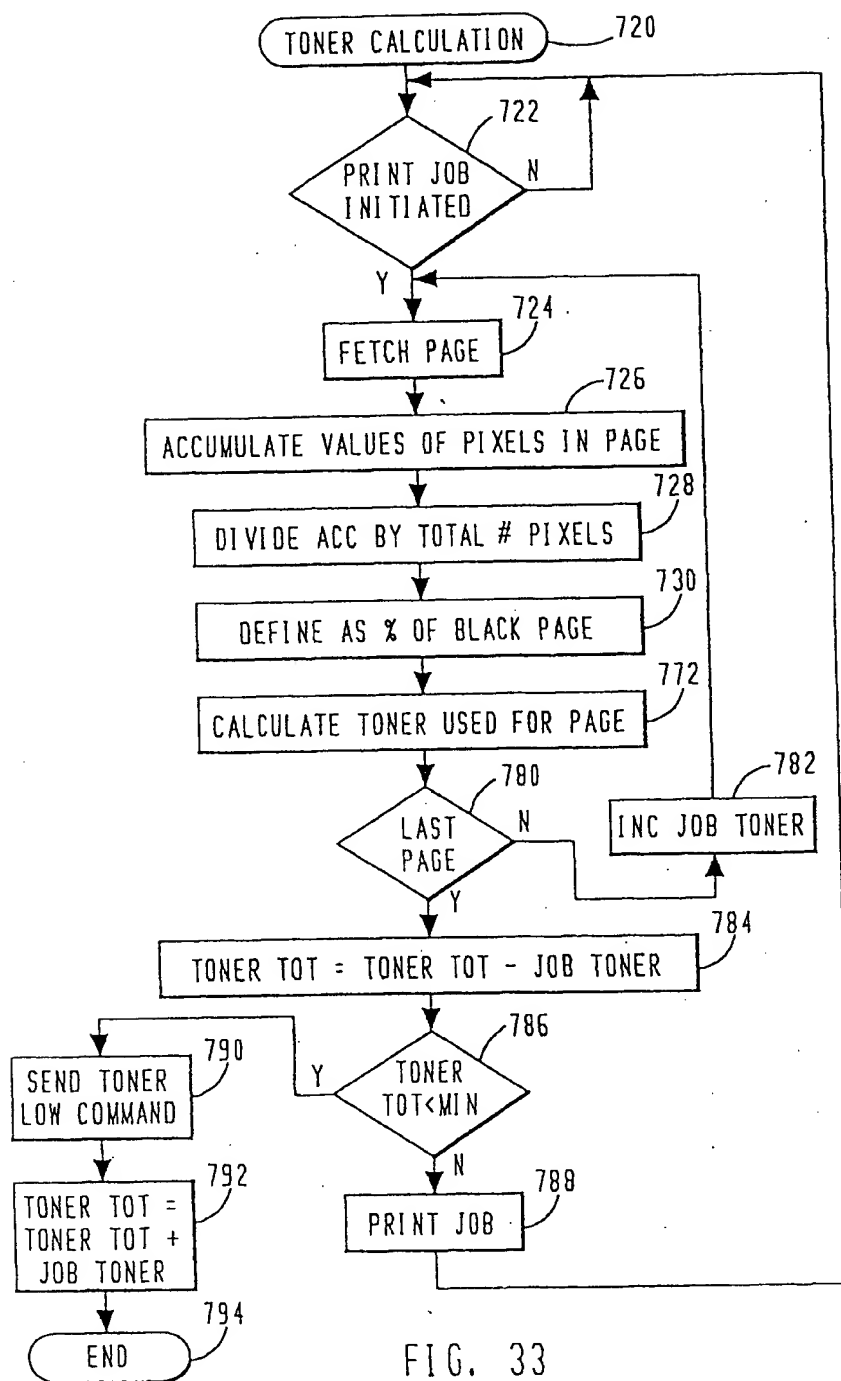 TONER CALCULATION
720
722
PRINT JOB
INITIATED
N
Y
724
FETCH PAGE
726
ACCUMULATE VALUES OF PIXELS IN PAGE
728
DIVIDE ACC BY TOTAL # PIXELS
730
DEFINE AS % OF BLACK PAGE
772
CALCULATE TONER USED FOR PAGE
780
LAST
PAGE
N
782
INC JOB TONER
Y
784
TONER TOT = TONER TOT - JOB TONER
786
TONER
TOT<MIN
Y
790
SEND TONER
LOW COMMAND
N
792
TONER TOT =
TONER TOT +
JOB TONER
788
PRINT JOB
794
END
FIG. 33